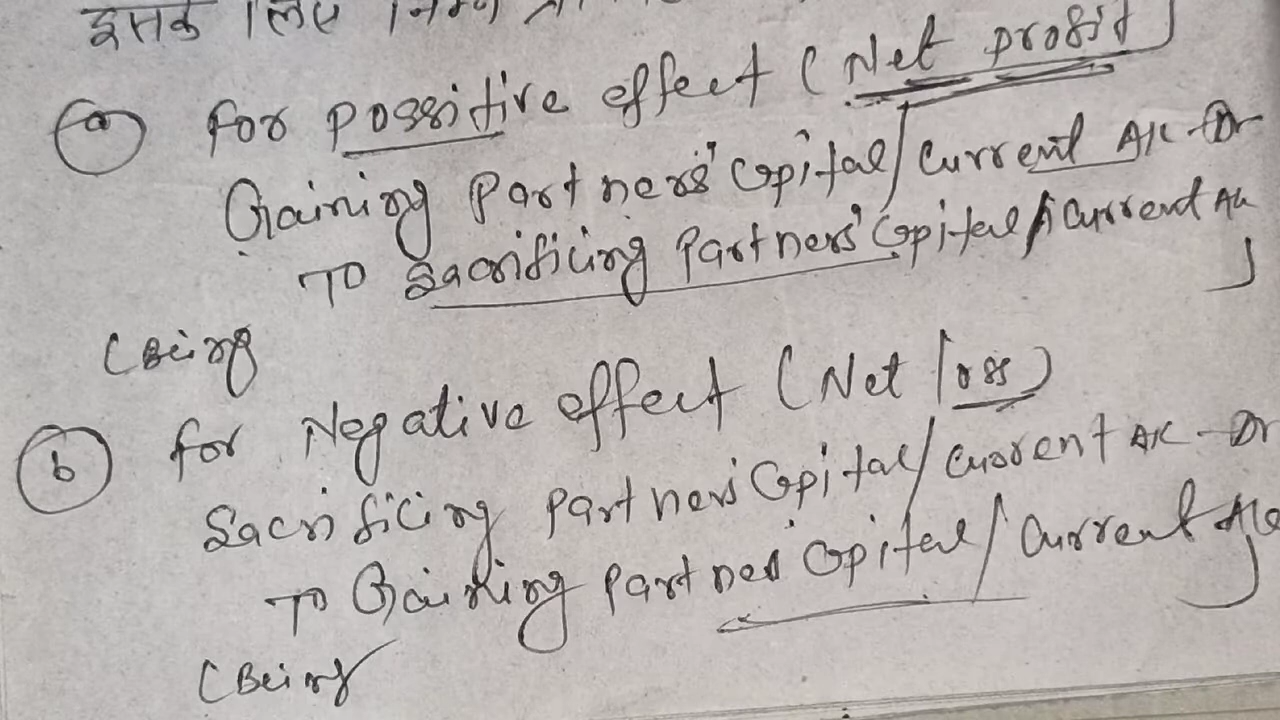 इसके लिए निम्न
(a) for possitive effect (Net profit)
Gaining Partners' Capital/Current A/c Dr
To Sacrificing Partners' Capital/Current A/c
(Being
(b) for Negative effect (Net loss)
Sacrificing Partners' Capital/Current A/c Dr
To Gaining Partners Capital/Current A/c
(Being